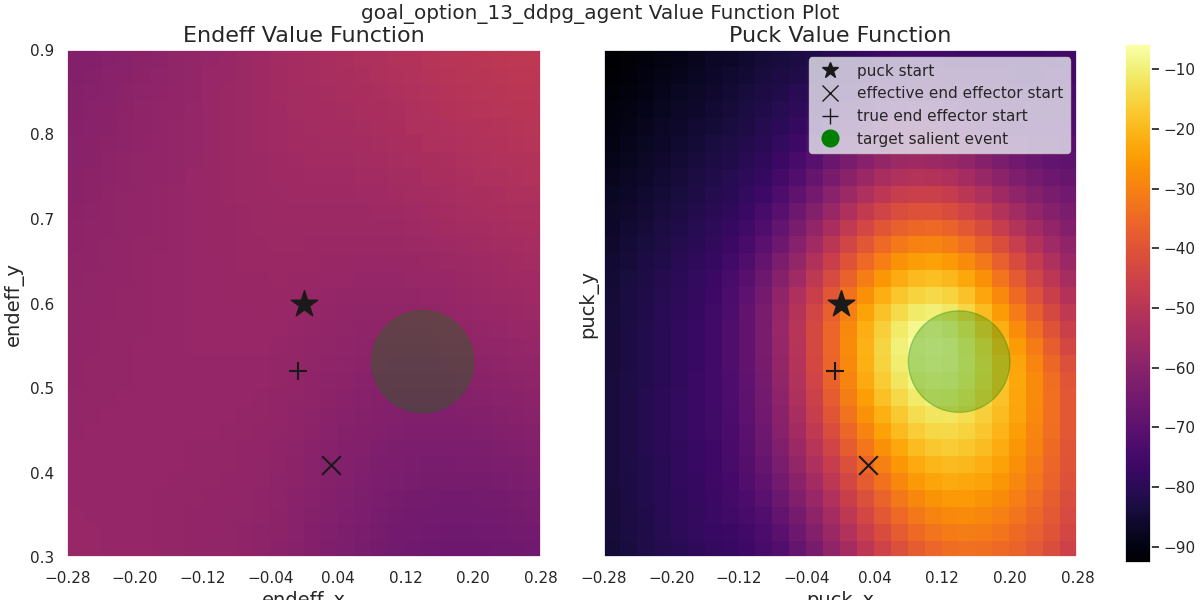 goal_option_13_ddpg_agent Value Function Plot
Endeff Value Function
Puck Value Function
0.9
0.8
0.7
0.6
0.5
0.4
0.3
endeff_y
−0.28 −0.20 −0.12 −0.04 0.04 0.12 0.20 0.28
endeff_x
puck_y
puck start
effective end effector start
true end effector start
target salient event
−0.28 −0.20 −0.12 −0.04 0.04 0.12 0.20 0.28
puck_x
−10
−20
−30
−40
−50
−60
−70
−80
−90